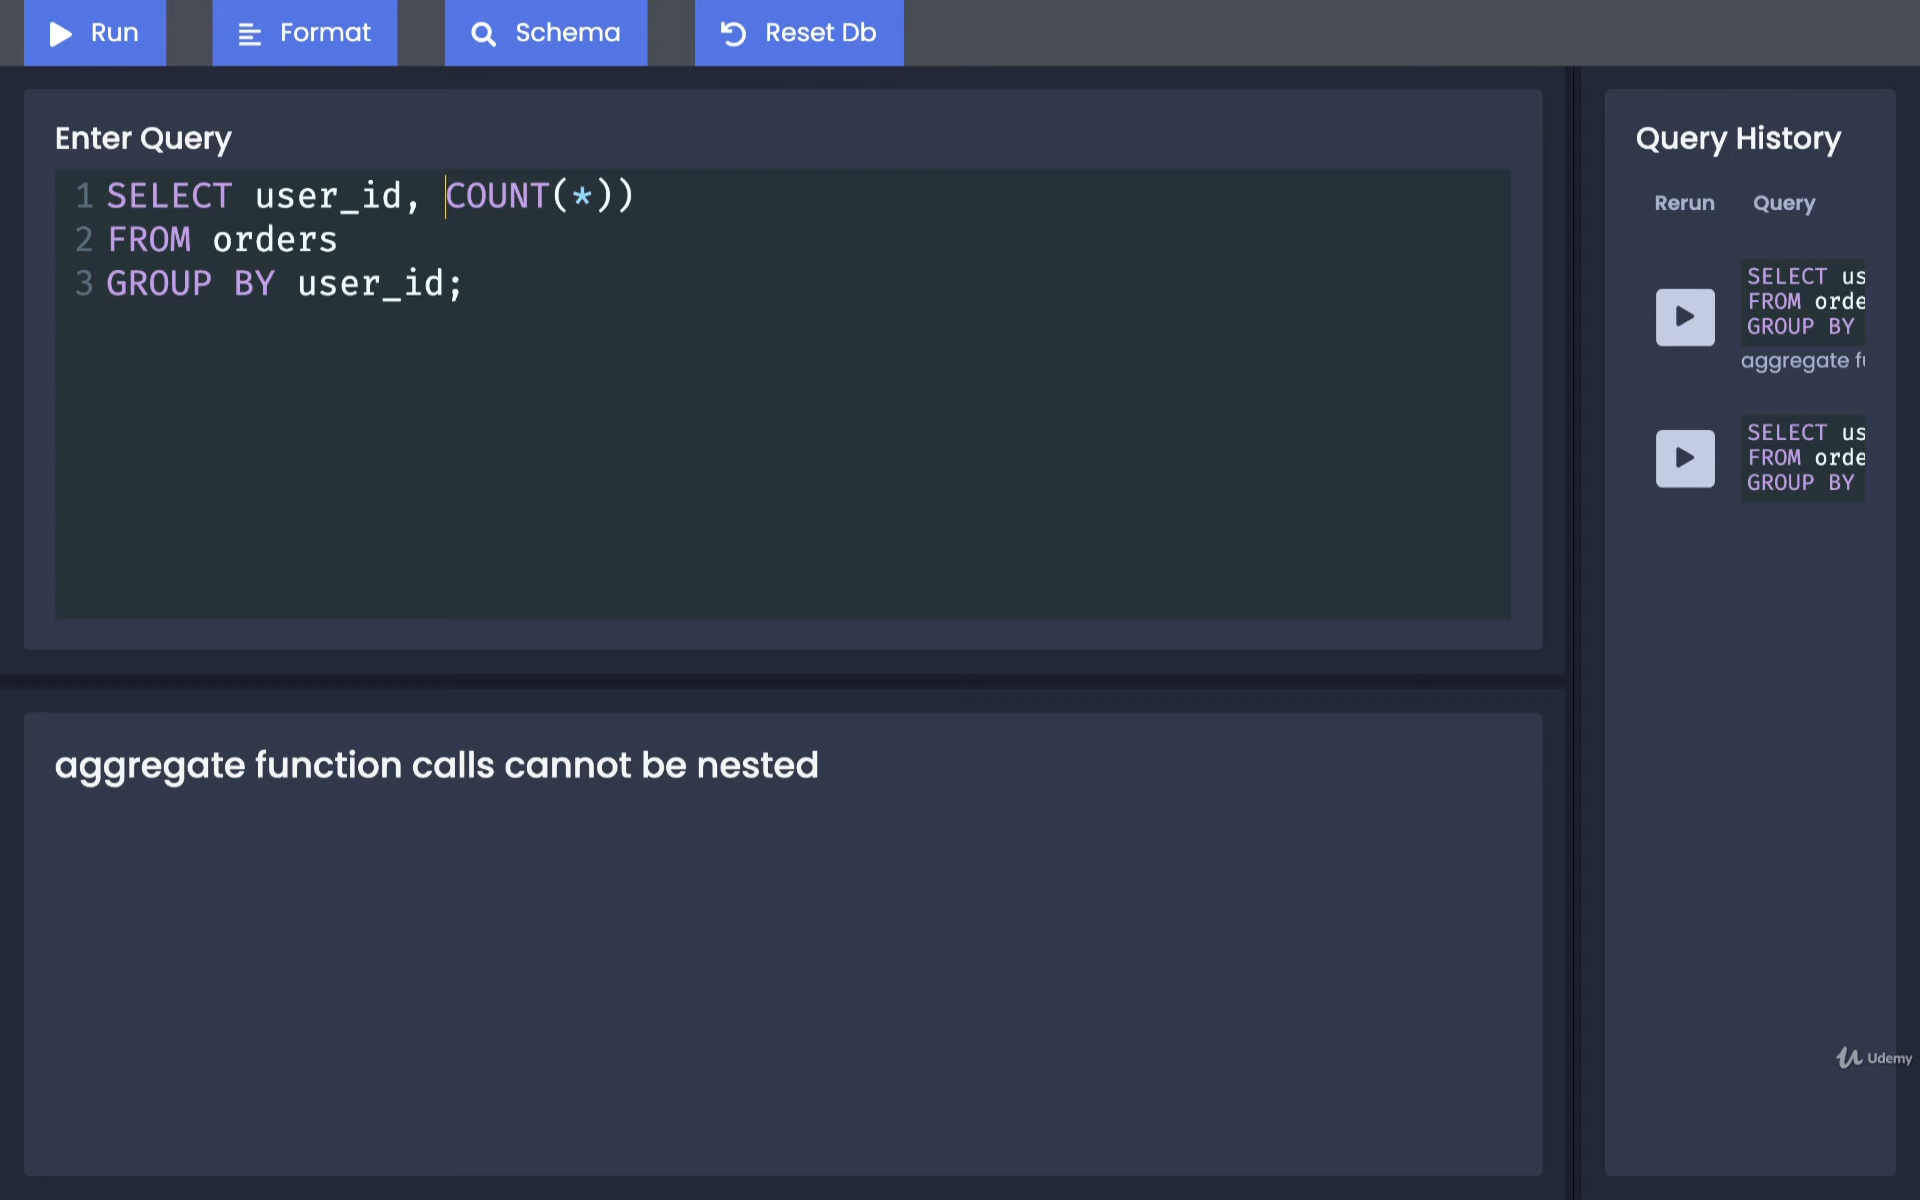 Run
Format
Schema
Reset Db
Enter Query
1 SELECT user_id, COUNT(*))
2 FROM orders
3 GROUP BY user_id;
aggregate function calls cannot be nested
Query History
Rerun Query
SELECT us
FROM orde
GROUP BY
aggregate fu
SELECT us
FROM orde
GROUP BY
Udemy